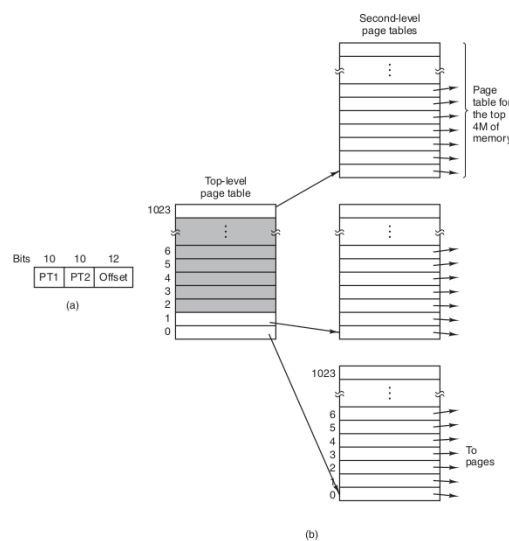 Second-level
page tables
Page
table for
the top
4M of
memory
Top-level
page table
1023
6
5
4
3
2
1
0
Bits 10 10 12
PT1 PT2 Offset
(a)
1023
6
5
4
3
2
1
0
To
pages
(b)